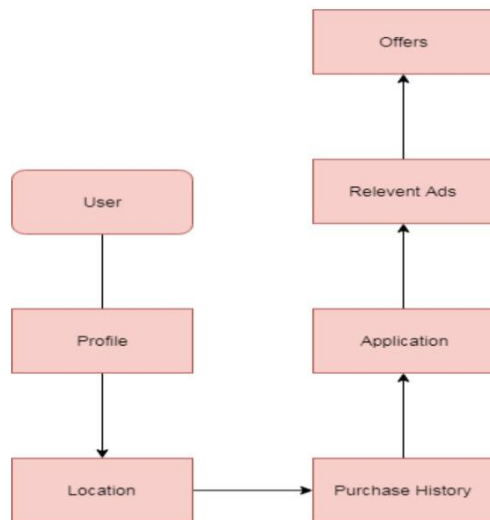 Offers
Relevent Ads
User
Profile
Application
Location
Purchase History